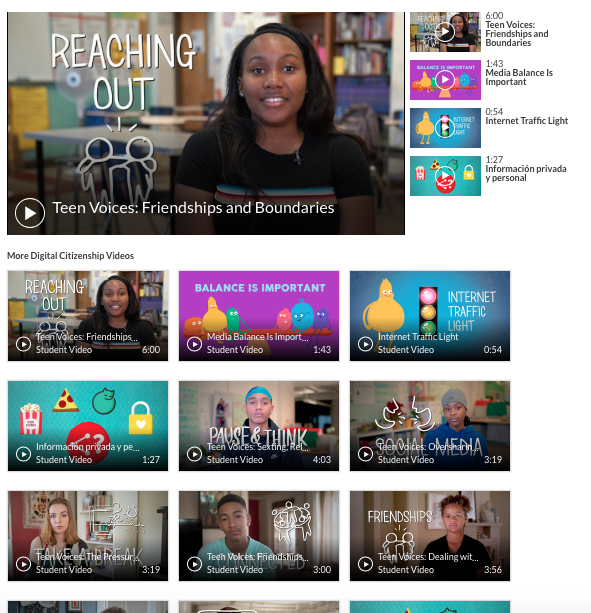 REACHING
OUT
Teen Voices: Friendships and Boundaries
6:00
Teen Voices:
Friendships and
Boundaries
BALANCE IS IMPORTANT
1:43
Media Balance Is
Important
INTERNET
TRAFFIC
LIGHT
0:54
Internet Traffic Light
1:27
Información privada
y personal
More Digital Citizenship Videos
REACHING
OUT
Teen Voices: Friendships...
Student Video
6:00
BALANCE IS IMPORTANT
Media Balance Is Import...
Student Video
1:43
INTERNET
TRAFFIC
LIGHT
Internet Traffic Light
Student Video
0:54
Información privada y pe...
Student Video
1:27
PAUSE & THINK
Teen Voices: Sexting, Rel...
Student Video
4:03
SOCIAL MEDIA
Teen Voices: Overshari...
Student Video
3:19
TAKE A BREAK
Teen Voices: The Pressur...
Student Video
3:19
Teen Voices: Friendships...
Student Video
3:00
FRIENDSHIPS
Teen Voices: Dealing wit...
Student Video
3:56